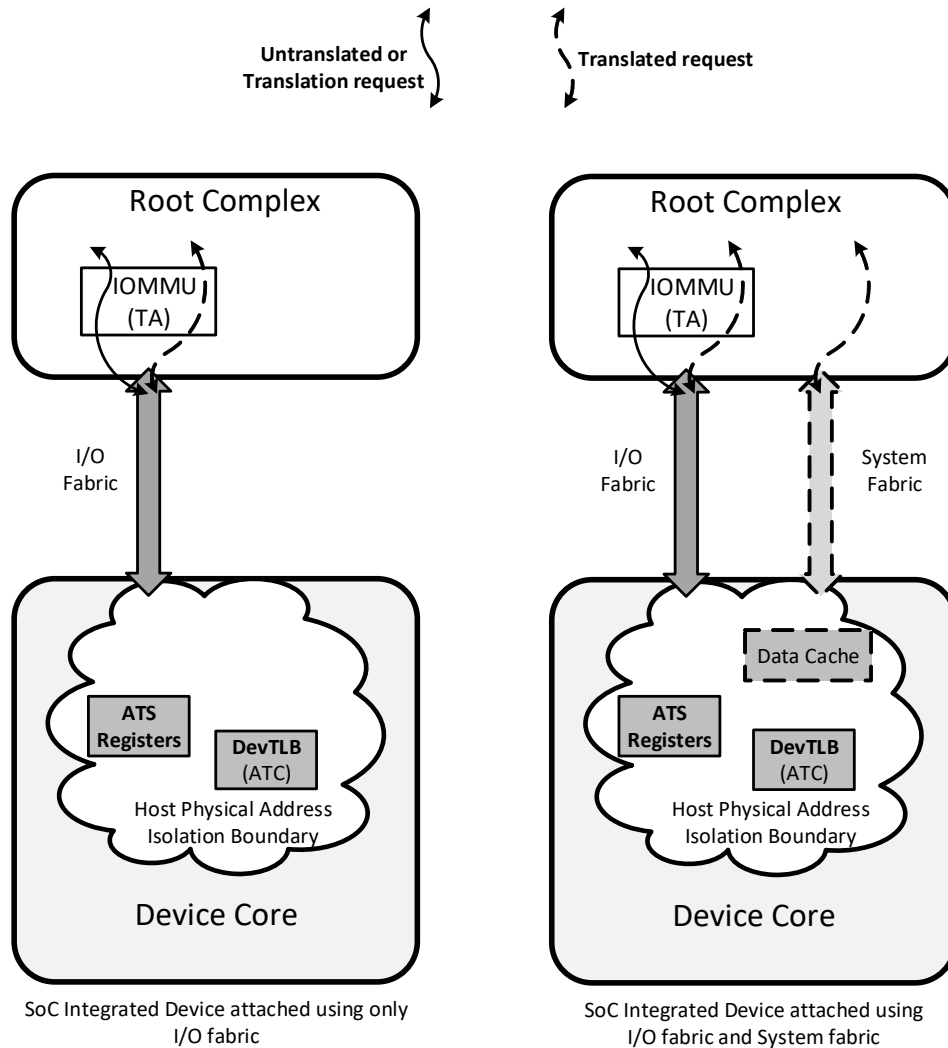 Untranslated or
Translation request
Translated request
Root Complex
IOMMU
(TA)
I/O
Fabric
ATS
Registers
DevTLB
(ATC)
Host Physical Address
Isolation Boundary
Device Core
SoC Integrated Device attached using only
I/O fabric
Root Complex
IOMMU
(TA)
I/O
Fabric
System
Fabric
Data Cache
ATS
Registers
DevTLB
(ATC)
Host Physical Address
Isolation Boundary
Device Core
SoC Integrated Device attached using
I/O fabric and System fabric